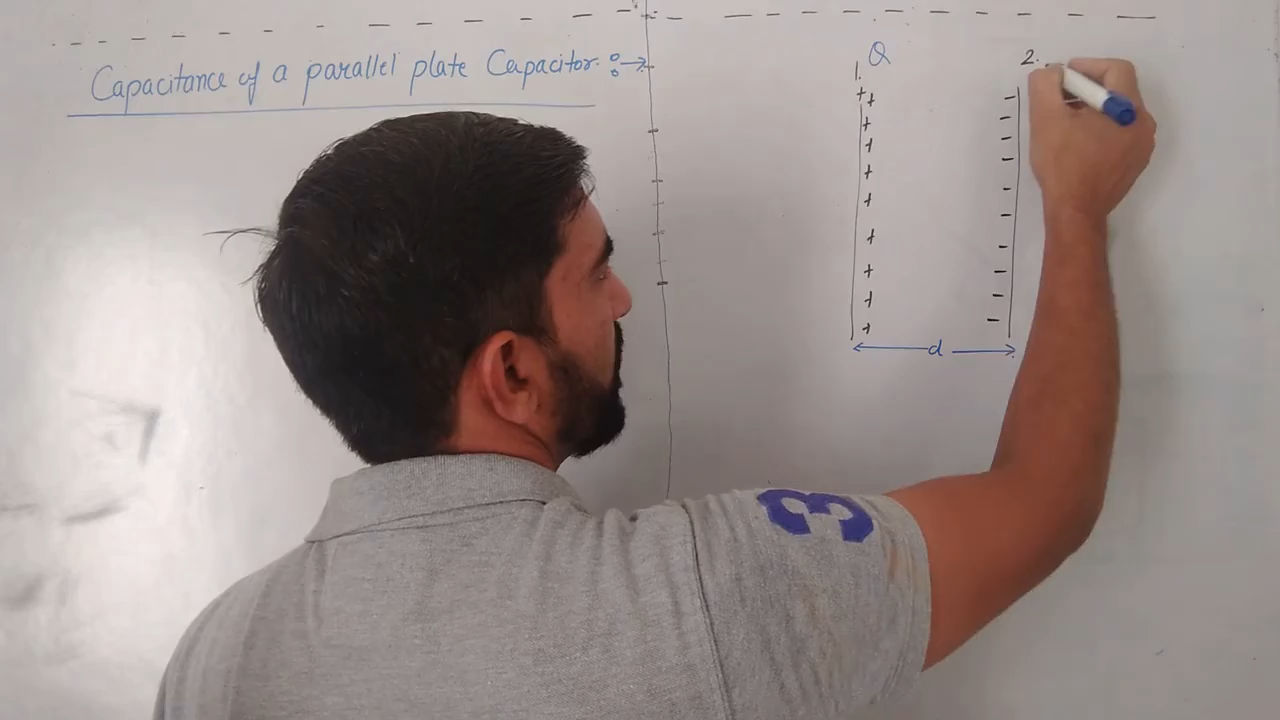 Capacitance of a parallel plate Capacitor. :→
1. Q 2.
+ + - 
+ -
+ -
+ -
+ -
+ -
+ -
+ -
+ -
-
d
3